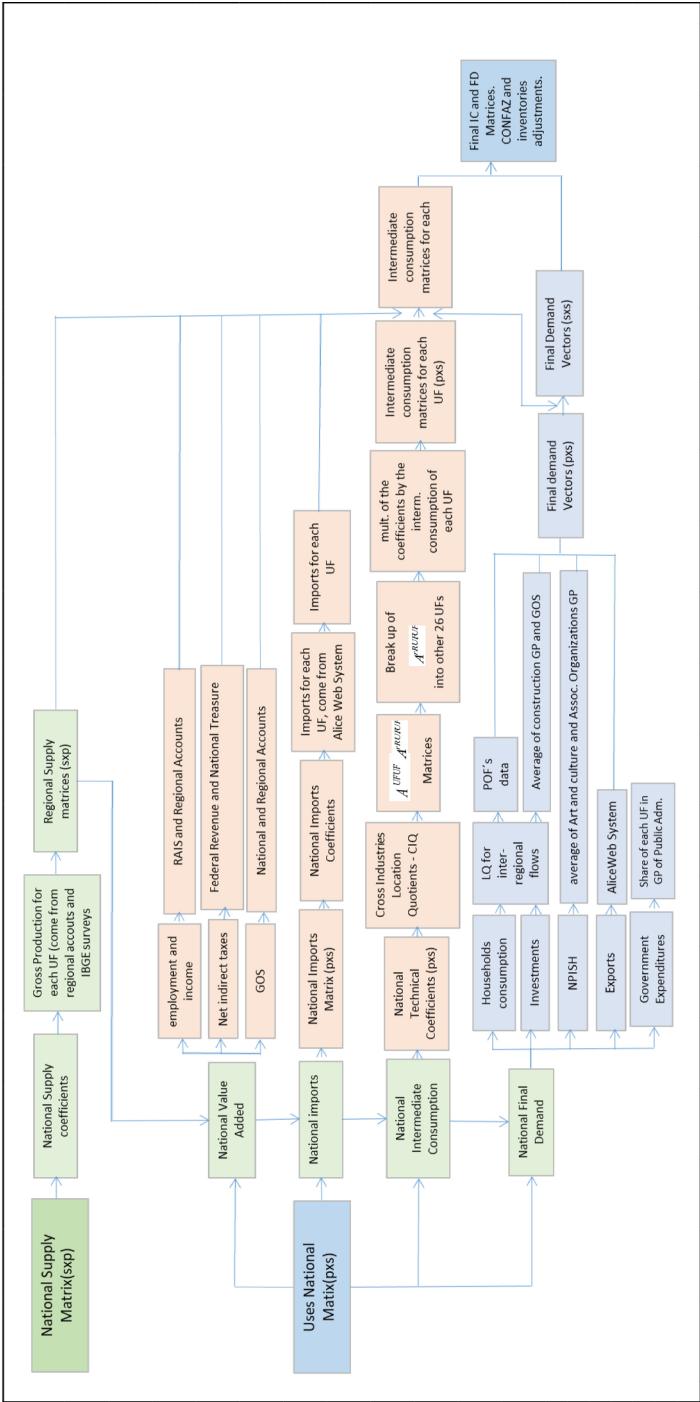 National Supply
Matrix(sxp)
National Supply
coefficients
Gross Production for
each UF (come from
regional accouts and
IBGE surveys
Regional Supply
matrices (sxp)
Uses National
Matix(pxs)
National Value
Added
employment and
income
RAIS and Regional Accounts
Net indirect taxes
Federal Revenue and National Treasure
GOS
National and Regional Accounts
National imports
National Imports
Matrix (pxs)
National Imports
Coefficients
Imports for each
UF, come from
Alice Web System
Imports for each
UF
National
Intermediate
Consumption
National
Technical
Coefficients (pxs)
Cross Industries
Location
Quotients - CIQ
A UFUF A rRUFUF
Matrices
Break up of
A rRUFUF
into other 26 UFs
mult. of the
coefficients by the
interm.
consumption of
each UF
Intermediate
consumption
matrices for each
UF (pxs)
Intermediate
consumption
matrices for each
National Final
Demand
Households
consumption
Investments
LQ for
inter-
regional
flows
POF´s
data
Average of construction GP and GOS
NPISH
average of Art and culture and Assoc. Organizations GP
Exports
AliceWeb System
Government
Expenditures
Share of each UF in
GP of Public Adm.
Final demand
Vectors (pxs)
Final Demand
Vectors (sxs)
Final IC and FD
Matrices.
CONFAZ and
inventories
adjustments.